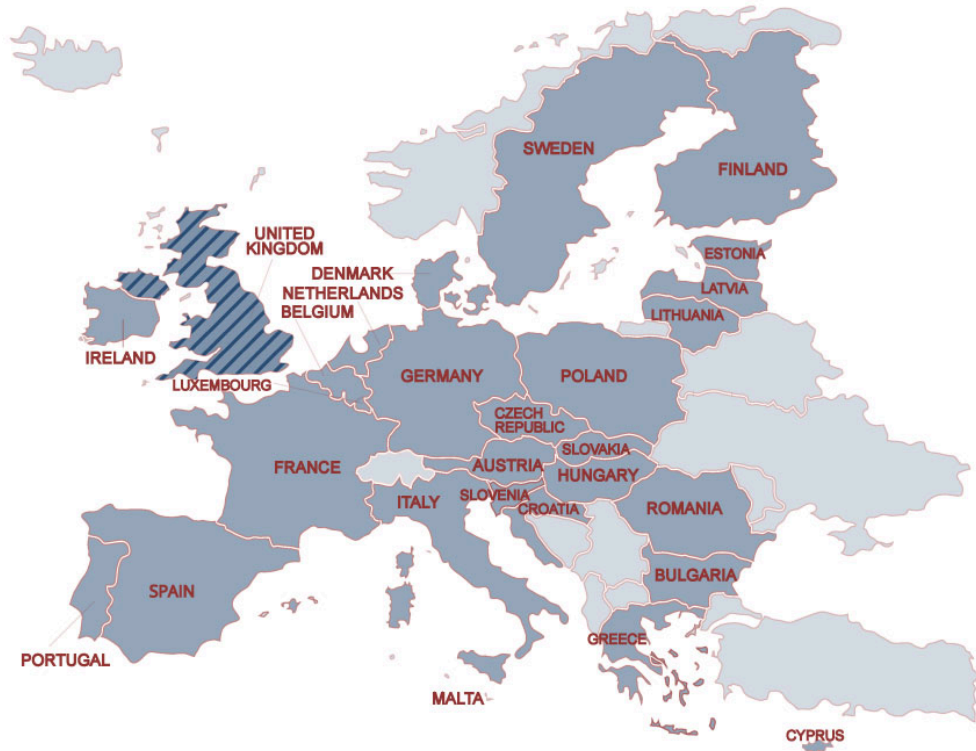 SWEDEN
FINLAND
UNITED
KINGDOM
ESTONIA
DENMARK
NETHERLANDS
LATVIA
BELGIUM
LITHUANIA
IRELAND
LUXEMBOURG
GERMANY
POLAND
CZECH
REPUBLIC
SLOVAKIA
FRANCE
AUSTRIA
HUNGARY
SLOVENIA
ITALY
CROATIA
ROMANIA
BULGARIA
SPAIN
GREECE
PORTUGAL
MALTA
CYPRUS